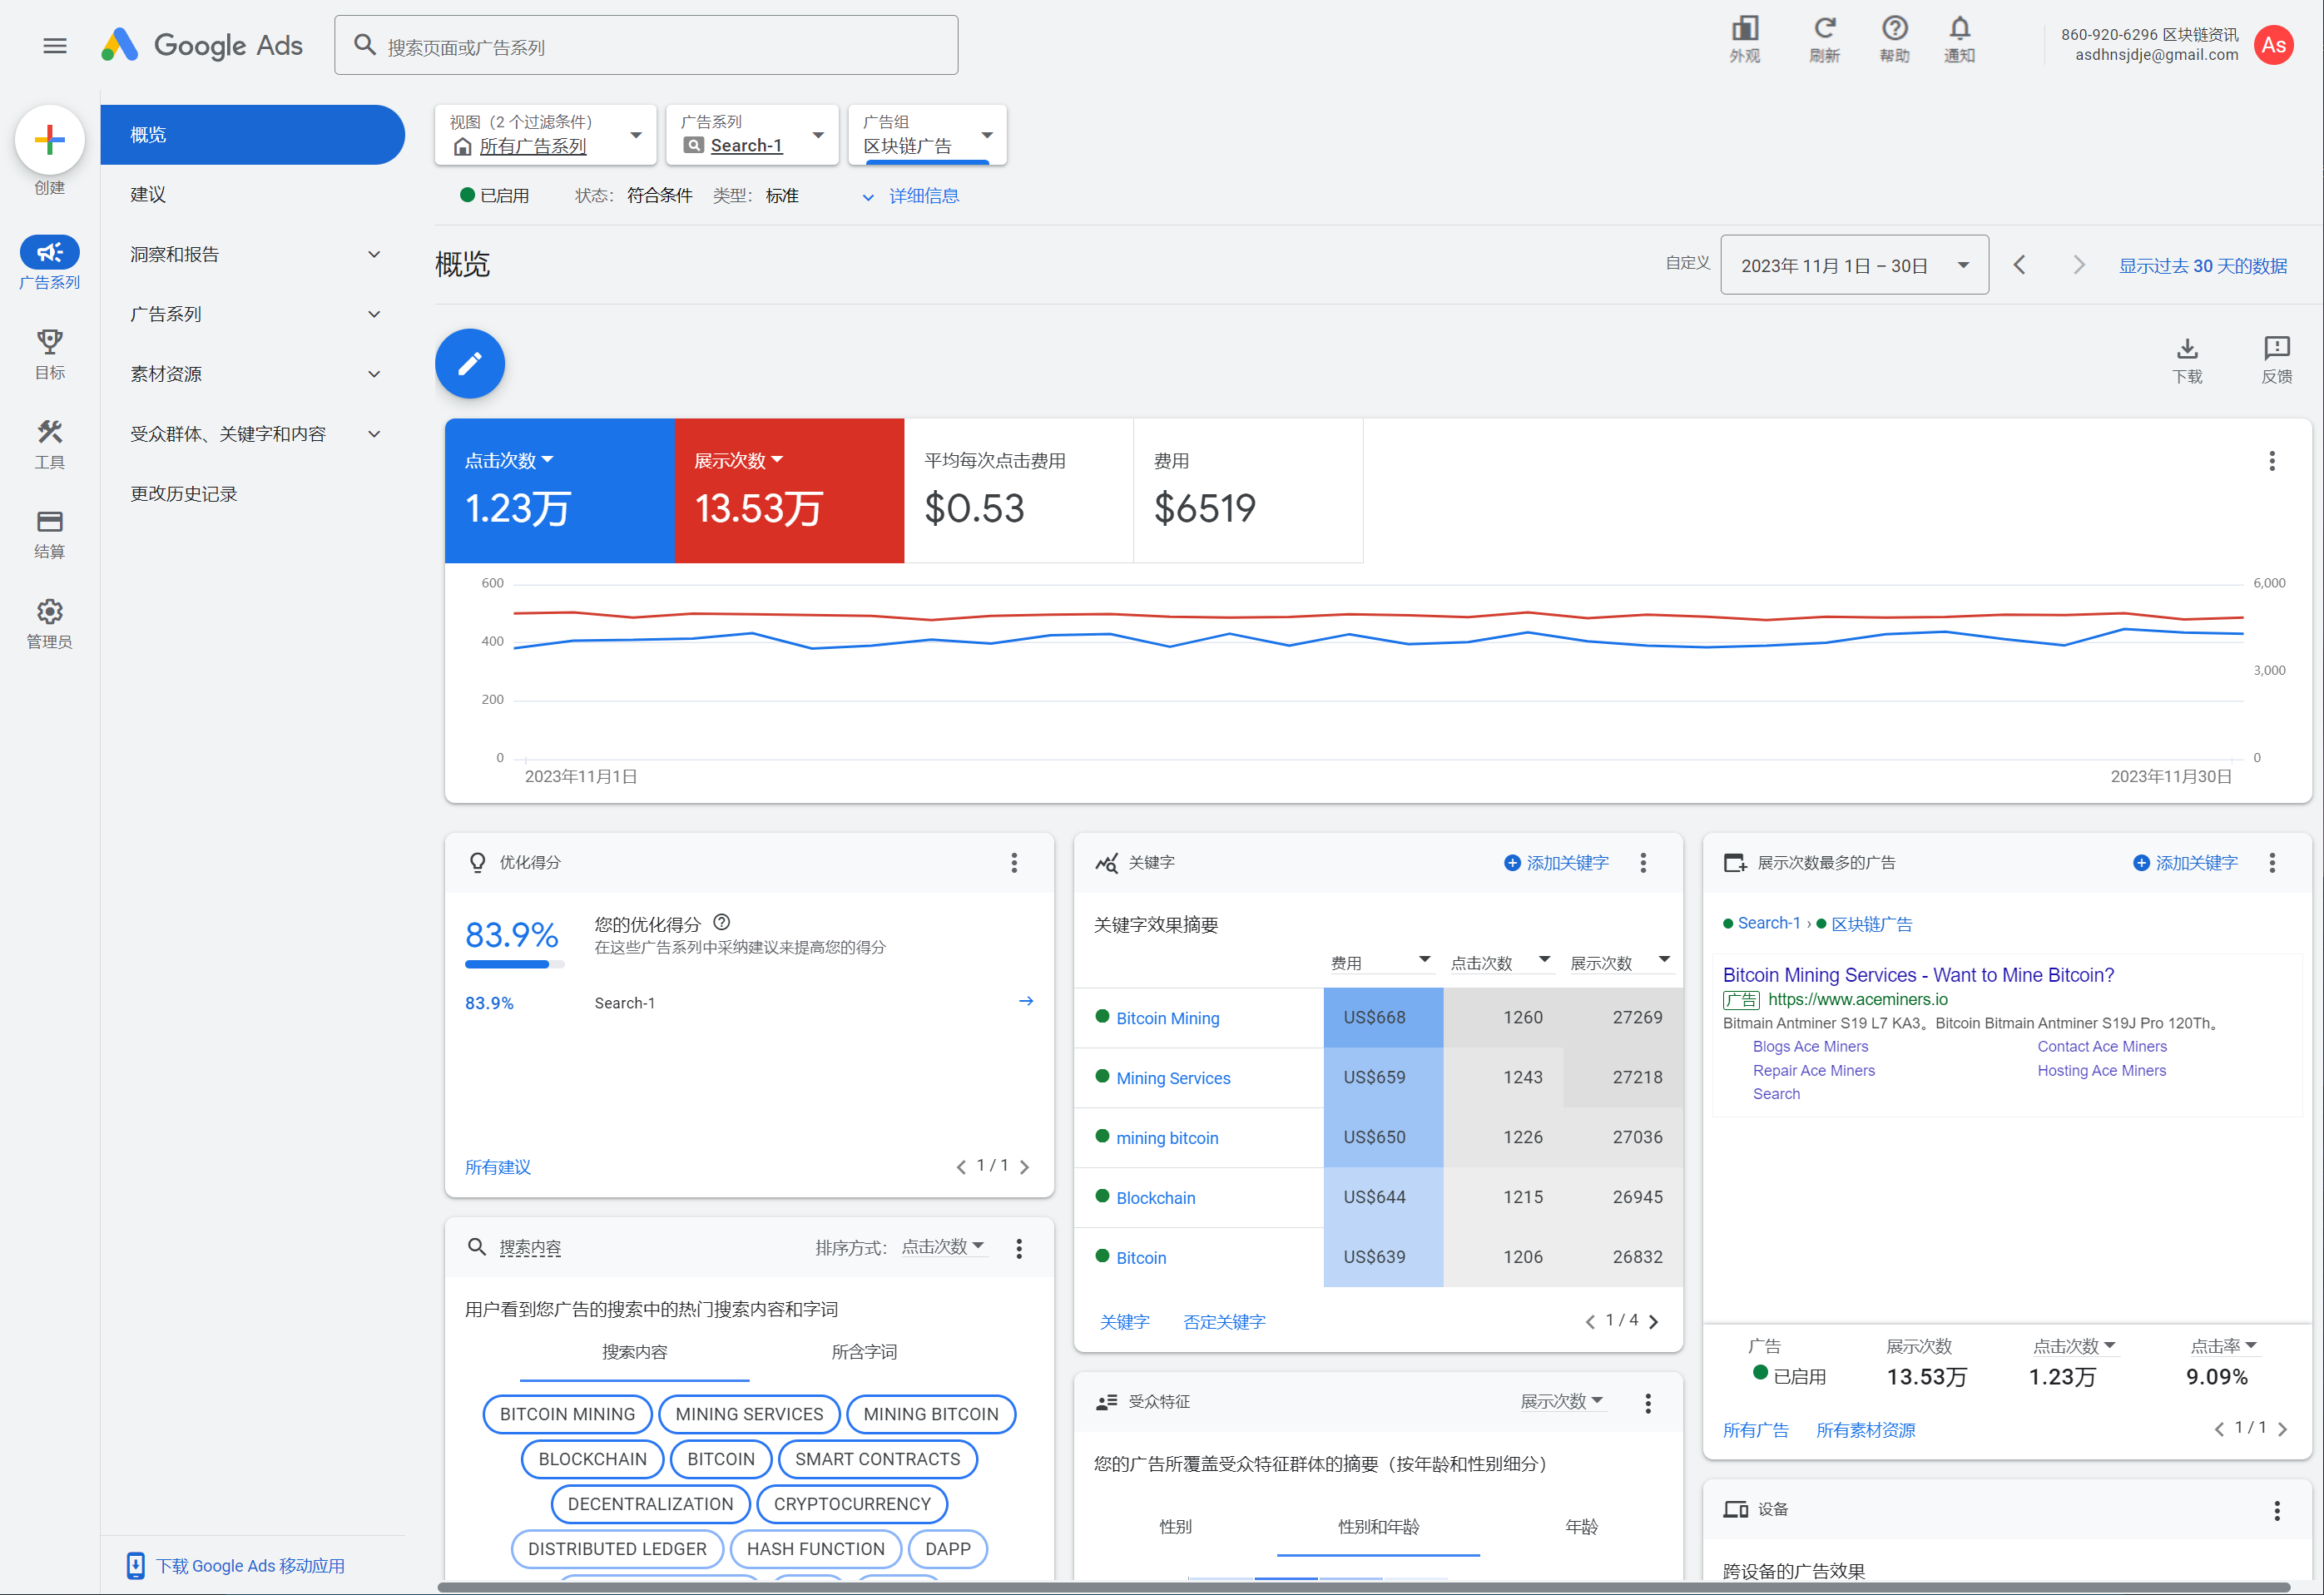 Google Ads
搜索页面或广告系列
外观
刷新
帮助
通知
860-920-6296 区块链资讯
asdhnsjdje@gmail.com
As
创建
广告系列
目标
工具
结算
管理员
概览
建议
洞察和报告
广告系列
素材资源
受众群体、关键字和内容
更改历史记录
下载 Google Ads 移动应用
视图（2 个过滤条件）
所有广告系列
广告系列
Search-1
广告组
区块链广告
已启用
状态： 符合条件
类型： 标准
详细信息
概览
自定义
2023年 11月 1日 – 30日
显示过去 30 天的数据
下载
反馈
点击次数
1.23万
展示次数
13.53万
平均每次点击费用
$0.53
费用
$6519
600
400
200
0
6,000
3,000
0
2023年11月1日
2023年11月30日
优化得分
83.9%
您的优化得分
在这些广告系列中采纳建议来提高您的得分
83.9% Search-1
所有建议
1 / 1
搜索内容
排序方式： 点击次数
用户看到您广告的搜索中的热门搜索内容和字词
搜索内容 所含字词
BITCOIN MINING MINING SERVICES MINING BITCOIN
BLOCKCHAIN BITCOIN SMART CONTRACTS
DECENTRALIZATION CRYPTOCURRENCY
DISTRIBUTED LEDGER HASH FUNCTION DAPP
关键字
添加关键字
关键字效果摘要
费用 点击次数 展示次数
Bitcoin Mining US$668 1260 27269
Mining Services US$659 1243 27218
mining bitcoin US$650 1226 27036
Blockchain US$644 1215 26945
Bitcoin US$639 1206 26832
关键字 否定关键字
1 / 4
受众特征
展示次数
您的广告所覆盖受众特征群体的摘要（按年龄和性别细分）
性别 性别和年龄 年龄
展示次数最多的广告
添加关键字
Search-1 › 区块链广告
Bitcoin Mining Services - Want to Mine Bitcoin?
广告 https://www.aceminers.io
Bitmain Antminer S19 L7 KA3。Bitcoin Bitmain Antminer S19J Pro 120Th。
Blogs Ace Miners Contact Ace Miners
Repair Ace Miners Hosting Ace Miners
Search
广告 展示次数 点击次数 点击率
已启用 13.53万 1.23万 9.09%
所有广告 所有素材资源
1 / 1
设备
跨设备的广告效果